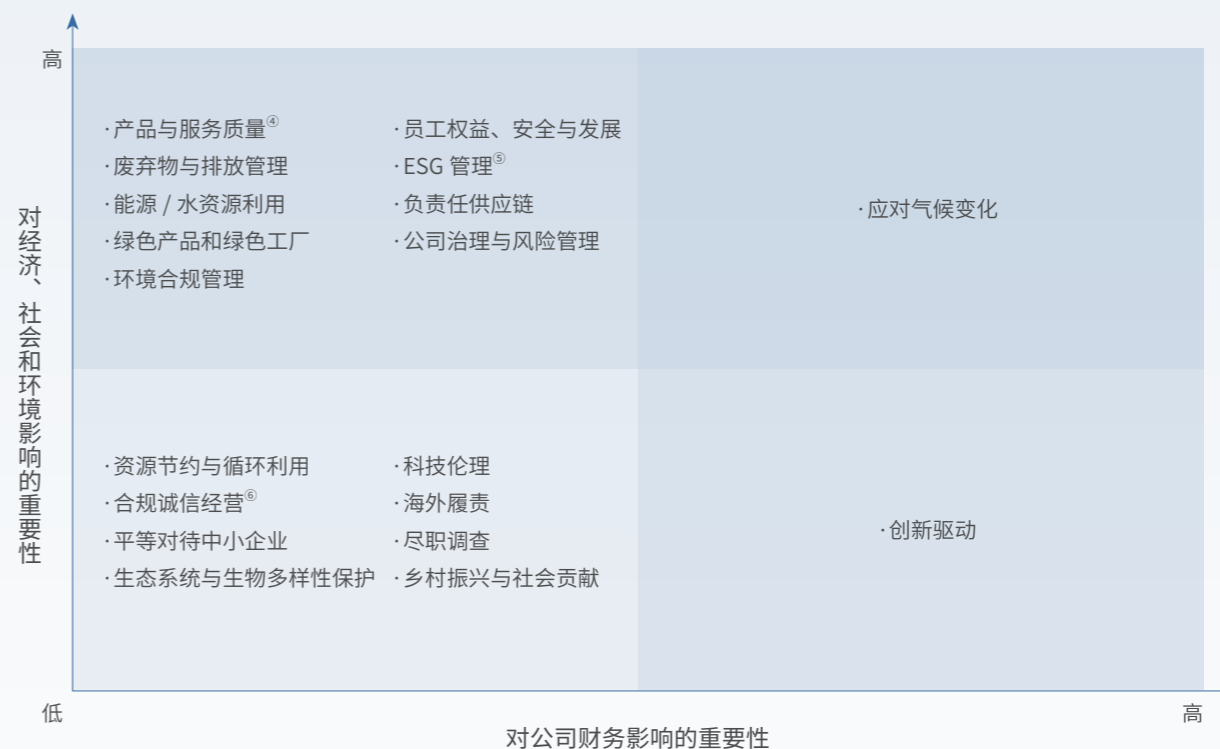 高
对经济、社会和环境影响的重要性
·产品与服务质量④
·废弃物与排放管理
·能源 / 水资源利用
·绿色产品和绿色工厂
·环境合规管理
·员工权益、安全与发展
·ESG 管理⑤
·负责任供应链
·公司治理与风险管理
·应对气候变化
·资源节约与循环利用
·合规诚信经营⑥
·平等对待中小企业
·生态系统与生物多样性保护
·科技伦理
·海外履责
·尽职调查
·乡村振兴与社会贡献
·创新驱动
低
高
对公司财务影响的重要性